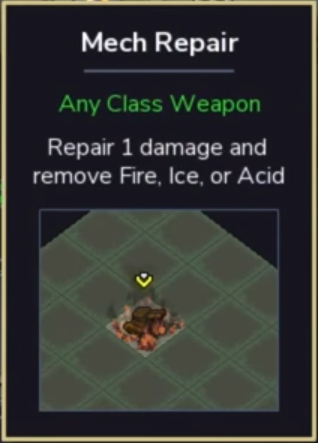 Mech Repair
Any Class Weapon
Repair 1 damage and
remove Fire, Ice, or Acid